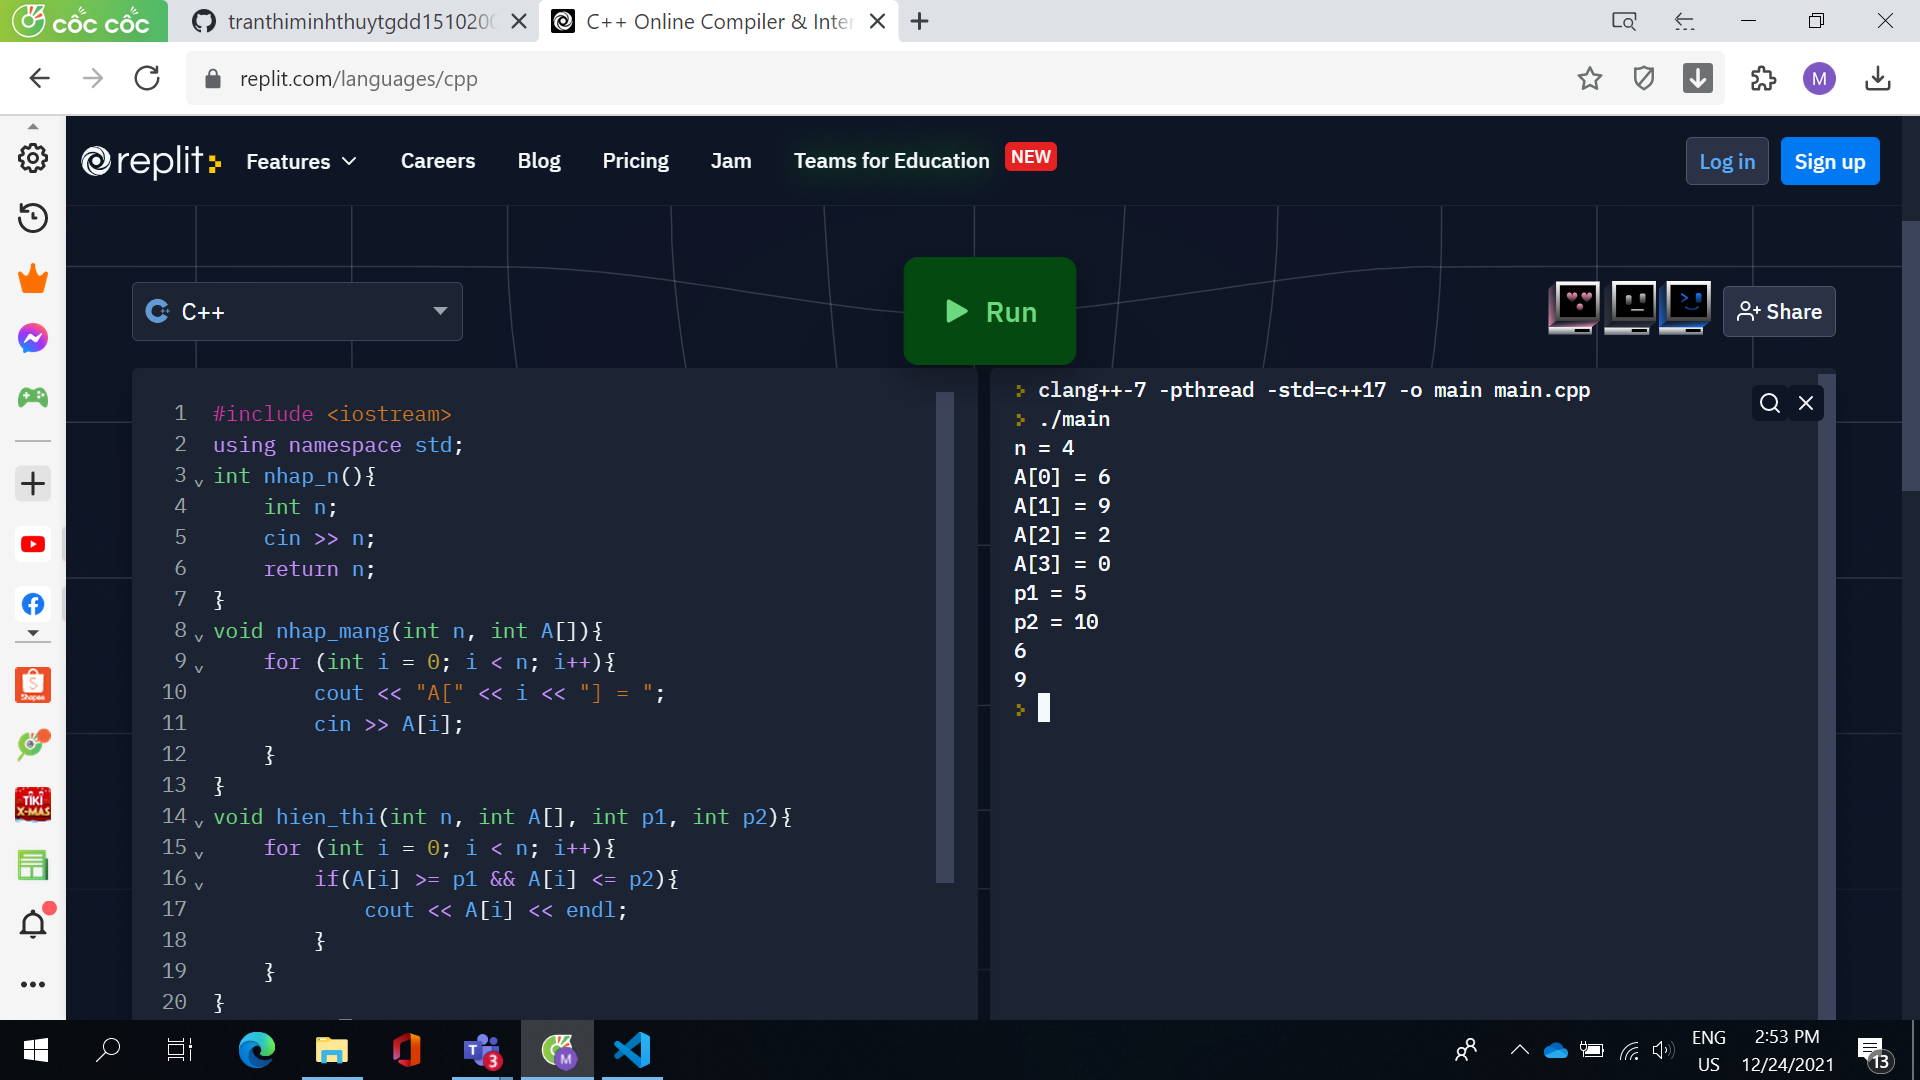 cốc cốc
tranthiminhthuytgdd1510200
C++ Online Compiler & Inter
replit.com/languages/cpp
M
replit
Features
Careers
Blog
Pricing
Jam
Teams for Education
NEW
Log in
Sign up
C++
Run
Share
1 #include <iostream>
2 using namespace std;
3 int nhap_n(){
4 int n;
5 cin >> n;
6 return n;
7 }
8 void nhap_mang(int n, int A[]){
9 for (int i = 0; i < n; i++){
10 cout << "A[" << i << "] = ";
11 cin >> A[i];
12 }
13 }
14 void hien_thi(int n, int A[], int p1, int p2){
15 for (int i = 0; i < n; i++){
16 if(A[i] >= p1 && A[i] <= p2){
17 cout << A[i] << endl;
18 }
19 }
20 }
clang++-7 -pthread -std=c++17 -o main main.cpp
./main
n = 4
A[0] = 6
A[1] = 9
A[2] = 2
A[3] = 0
p1 = 5
p2 = 10
6
9
TIKI
X-MAS
3
M
ENG
US
2:53 PM
12/24/2021
13